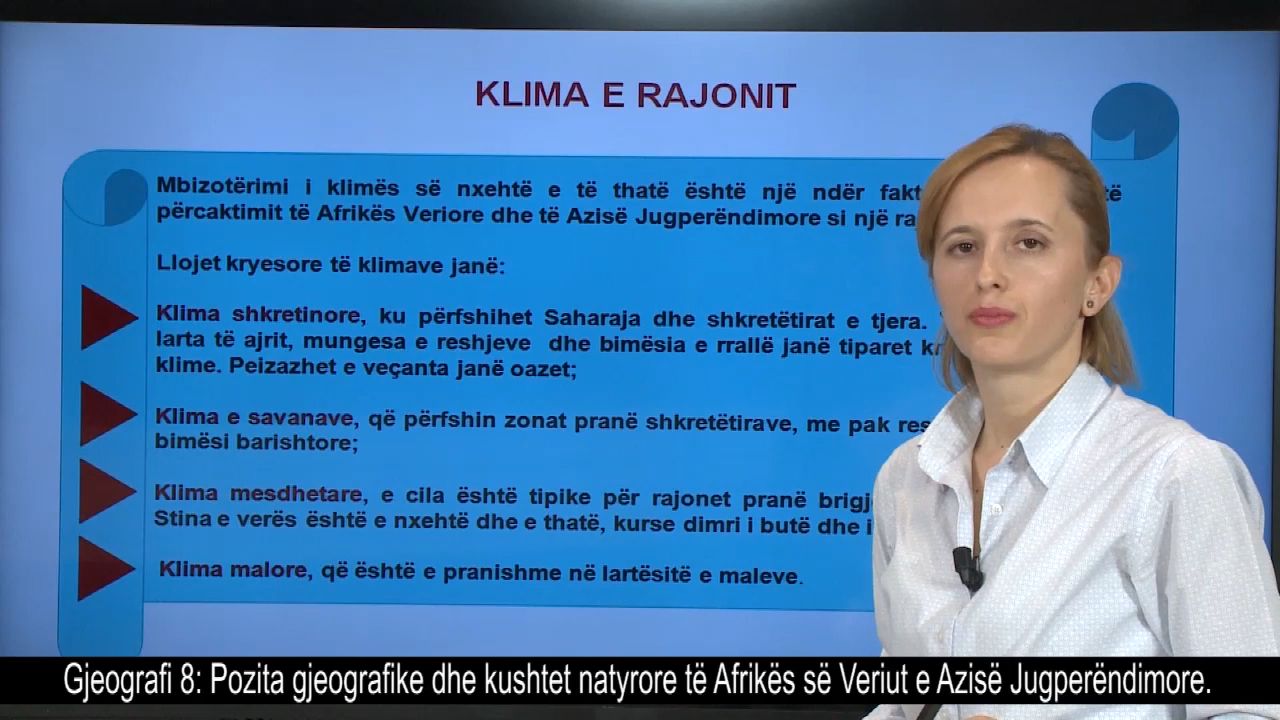 KLIMA E RAJONIT
Mbizotërimi i klimës së nxehtë e të thatë është një ndër
përcaktimit të Afrikës Veriore dhe të Azisë Jugperëndimore si një
Llojet kryesore të klimave janë:
Klima shkretinore, ku përfshihet Saharaja dhe shkretëtirat e tjera.
larta të ajrit, mungesa e reshjeve dhe bimësia e rrallë janë tiparet
klime. Peizazhet e veçanta janë oazet;
Klima e savanave, që përfshin zonat pranë shkretëtirave, me pak
bimësi barishtore;
Klima mesdhetare, e cila është tipike për rajonet pranë
Stina e verës është e nxehtë dhe e thatë, kurse dimri i butë dhe i
Klima malore, që është e pranishme në lartësitë e maleve.
Gjeografi 8: Pozita gjeografike dhe kushtet natyrore të Afrikës së Veriut e Azisë Jugperëndimore.